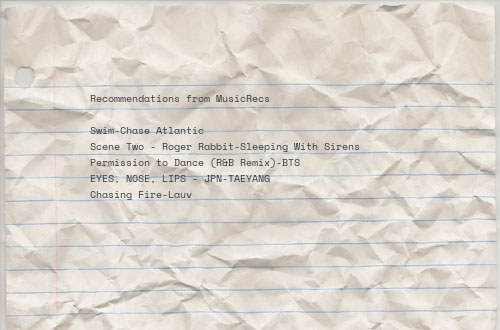 Recommendations from MusicRecs
Swim-Chase Atlantic
Scene Two - Roger Rabbit-Sleeping With Sirens
Permission to Dance (R&B Remix)-BTS
EYES, NOSE, LIPS - JPN-TAEYANG
Chasing Fire-Lauv